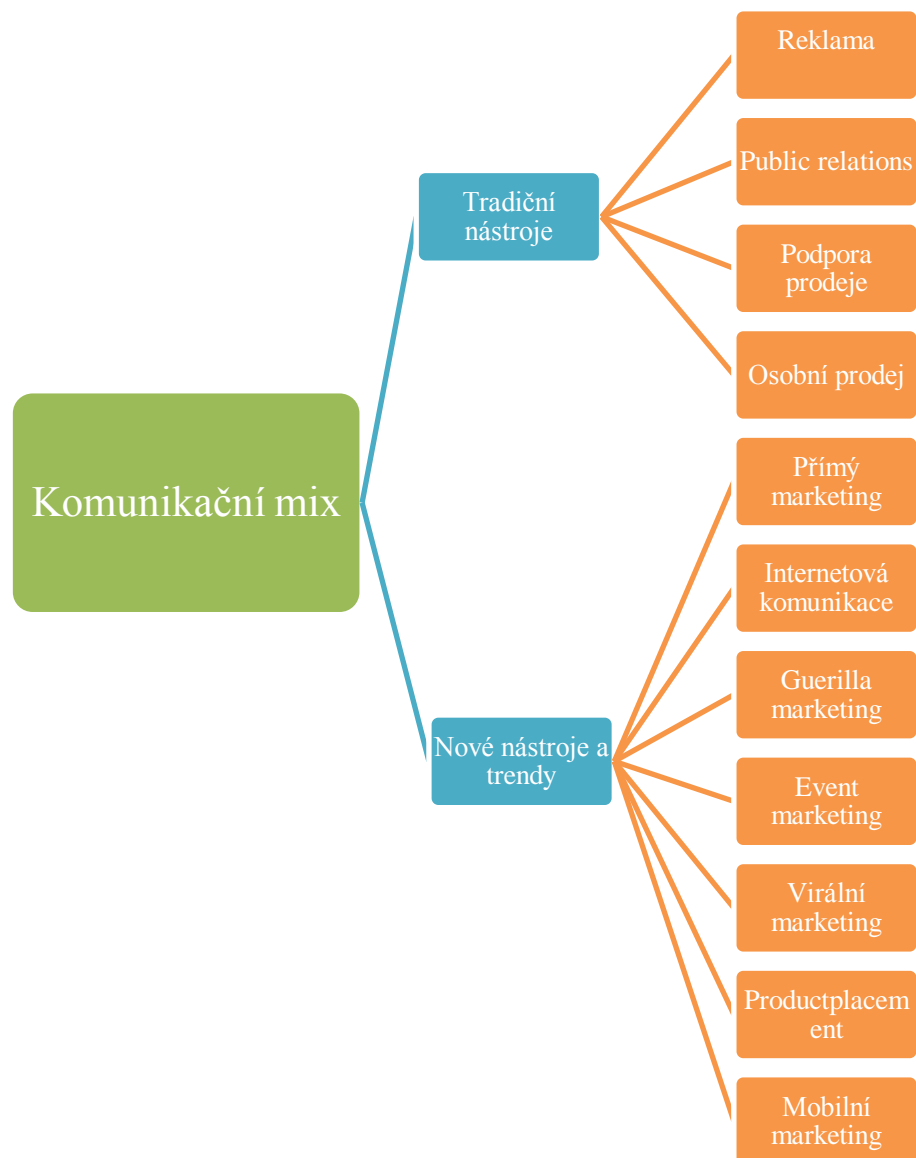 Komunikační mix
Tradiční
nástroje
Reklama
Public relations
Podpora
prodeje
Osobní prodej
Nové nástroje a
trendy
Přímý
marketing
Internetová
komunikace
Guerilla
marketing
Event
marketing
Virální
marketing
Productplacem
ent
Mobilní
marketing